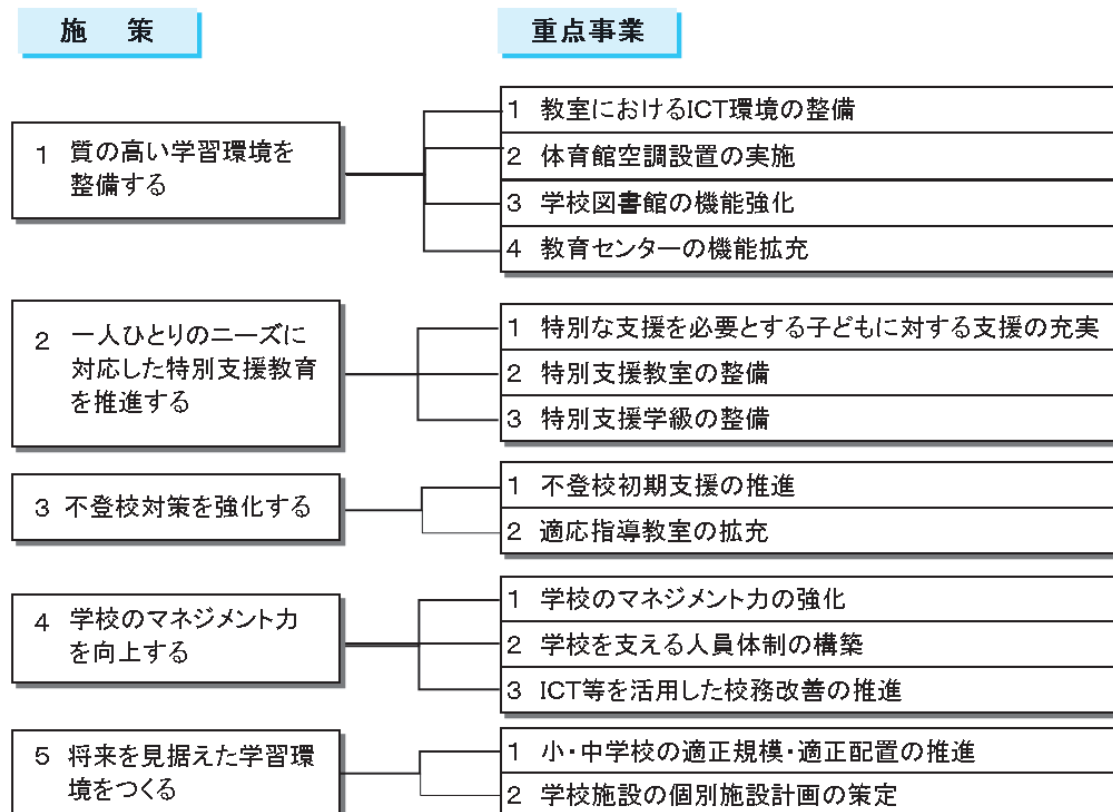 施 策
重点事業
1 質の高い学習環境を
整備する
1 教室におけるICT環境の整備
2 体育館空調設置の実施
3 学校図書館の機能強化
4 教育センターの機能拡充
2 一人ひとりのニーズに
対応した特別支援教育
を推進する
1 特別な支援を必要とする子どもに対する支援の充実
2 特別支援教室の整備
3 特別支援学級の整備
3 不登校対策を強化する
1 不登校初期支援の推進
2 適応指導教室の拡充
4 学校のマネジメント力
を向上する
1 学校のマネジメント力の強化
2 学校を支える人員体制の構築
3 ICT等を活用した校務改善の推進
5 将来を見据えた学習環
境をつくる
1 小・中学校の適正規模・適正配置の推進
2 学校施設の個別施設計画の策定